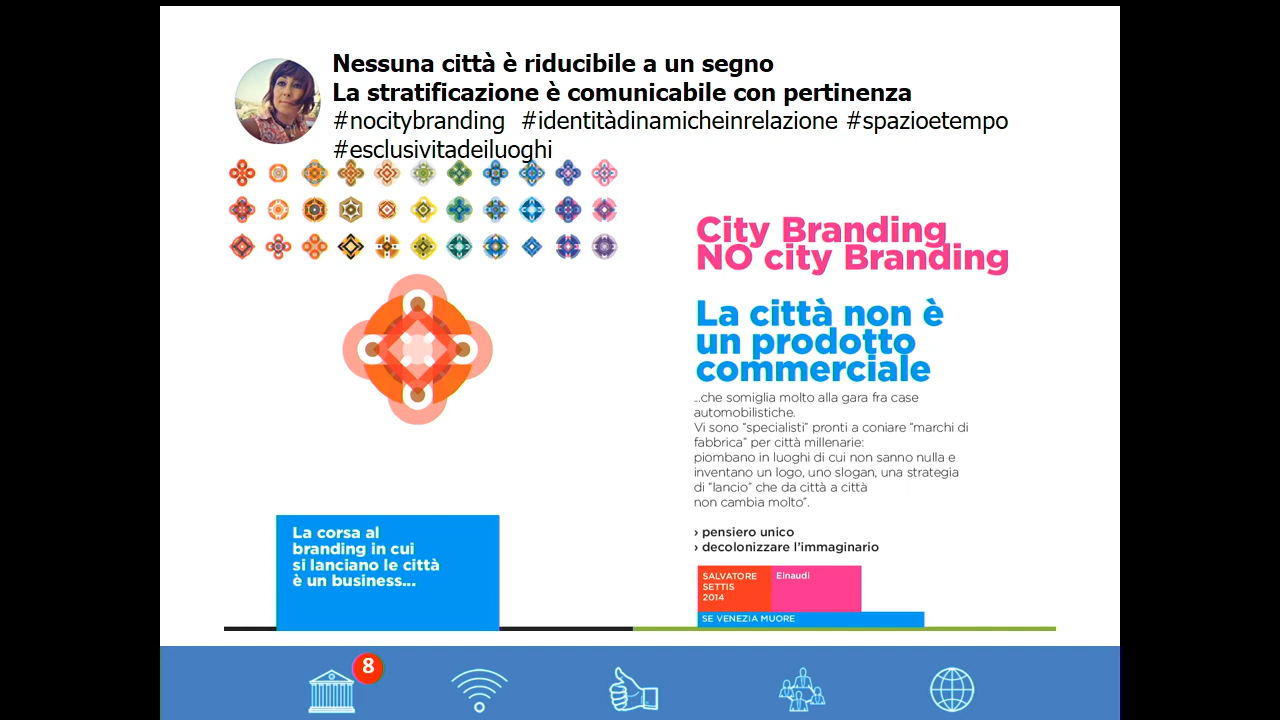 Nessuna città è riducibile a un segno
La stratificazione è comunicabile con pertinenza
#nocitybranding #identitàdinamicheinrelazione #spazioetempo
#esclusivitadeiluoghi
City Branding
NO city Branding
La città non è
un prodotto
commerciale
...che somiglia molto alla gara fra case
automobilistiche.
Vi sono "specialisti" pronti a coniare "marchi di
fabbrica" per città millenarie:
piombano in luoghi di cui non sanno nulla e
inventano un logo, uno slogan, una strategia
di "lancio" che da città a città
non cambia molto".
› pensiero unico
› decolonizzare l'immaginario
La corsa al
branding in cui
si lanciano le città
è un business...
SALVATORE
SETTIS
2014
Einaudi
SE VENEZIA MUORE
8